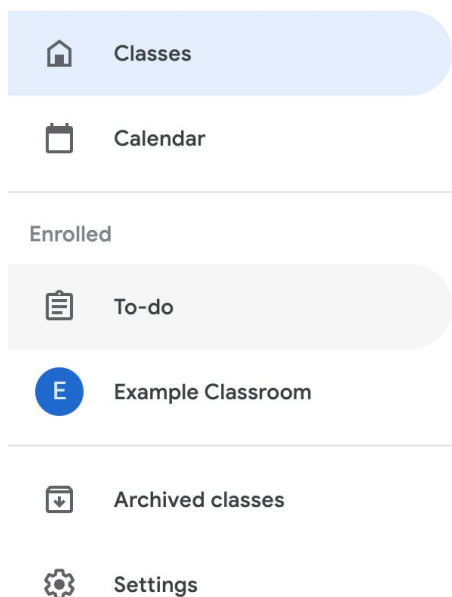 Classes
Calendar
Enrolled
To-do
E Example Classroom
Archived classes
Settings